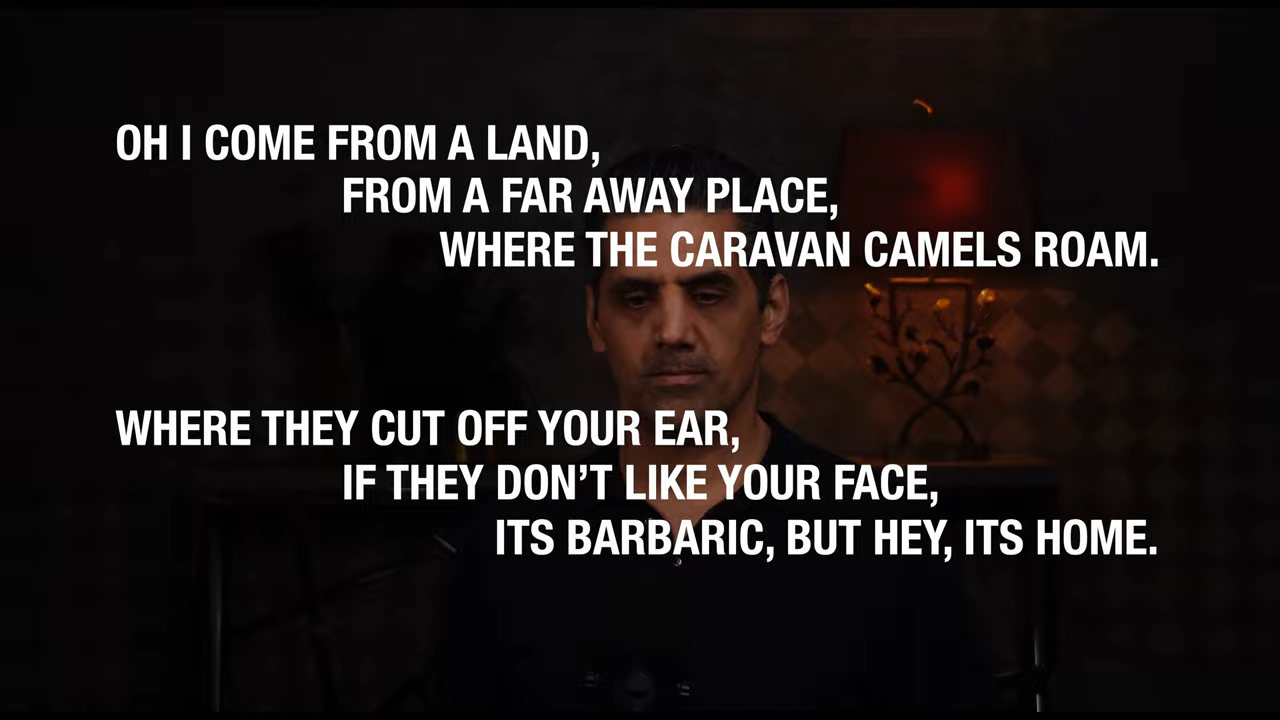 OH I COME FROM A LAND,
FROM A FAR AWAY PLACE,
WHERE THE CARAVAN CAMELS ROAM.
WHERE THEY CUT OFF YOUR EAR,
IF THEY DON’T LIKE YOUR FACE,
ITS BARBARIC, BUT HEY, ITS HOME.